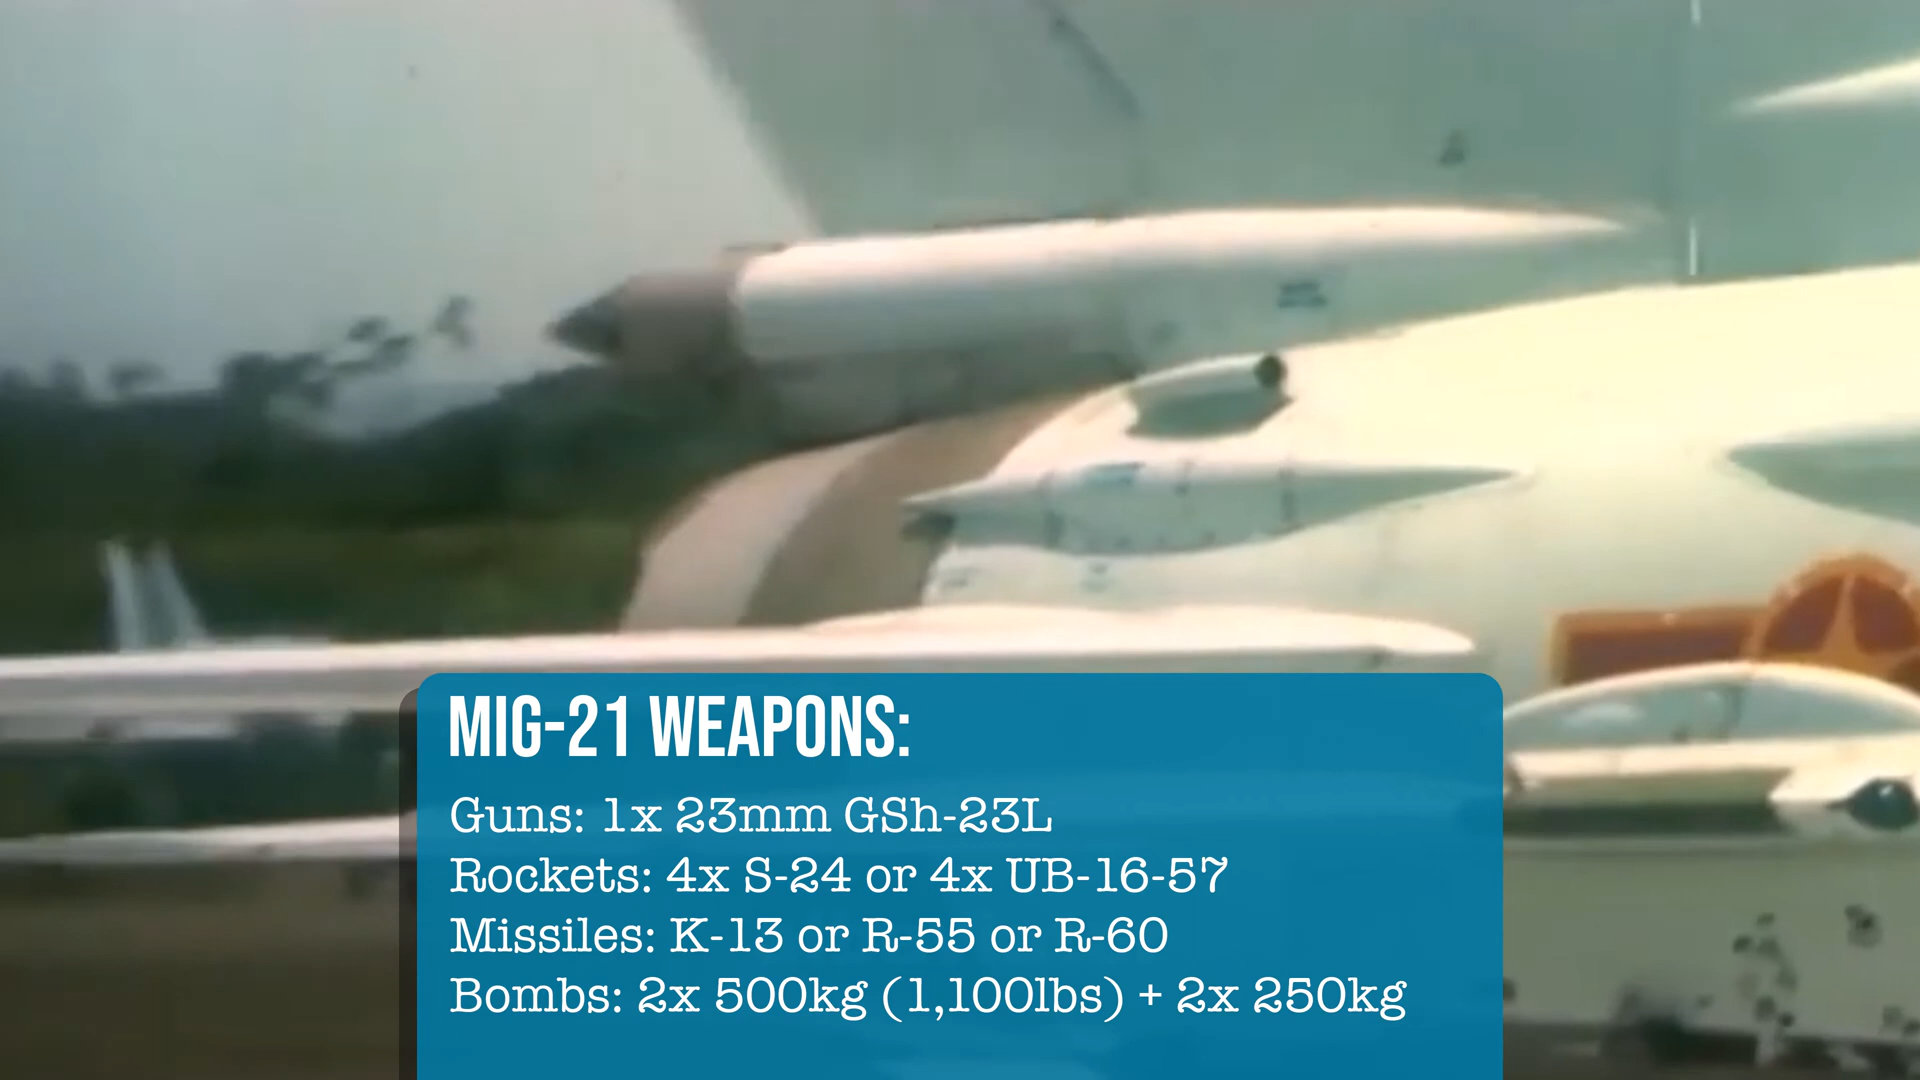 MIG-21 WEAPONS:
Guns: 1x 23mm GSh-23L
Rockets: 4x S-24 or 4x UB-16-57
Missiles: K-13 or R-55 or R-60
Bombs: 2x 500kg (1,100lbs) + 2x 250kg